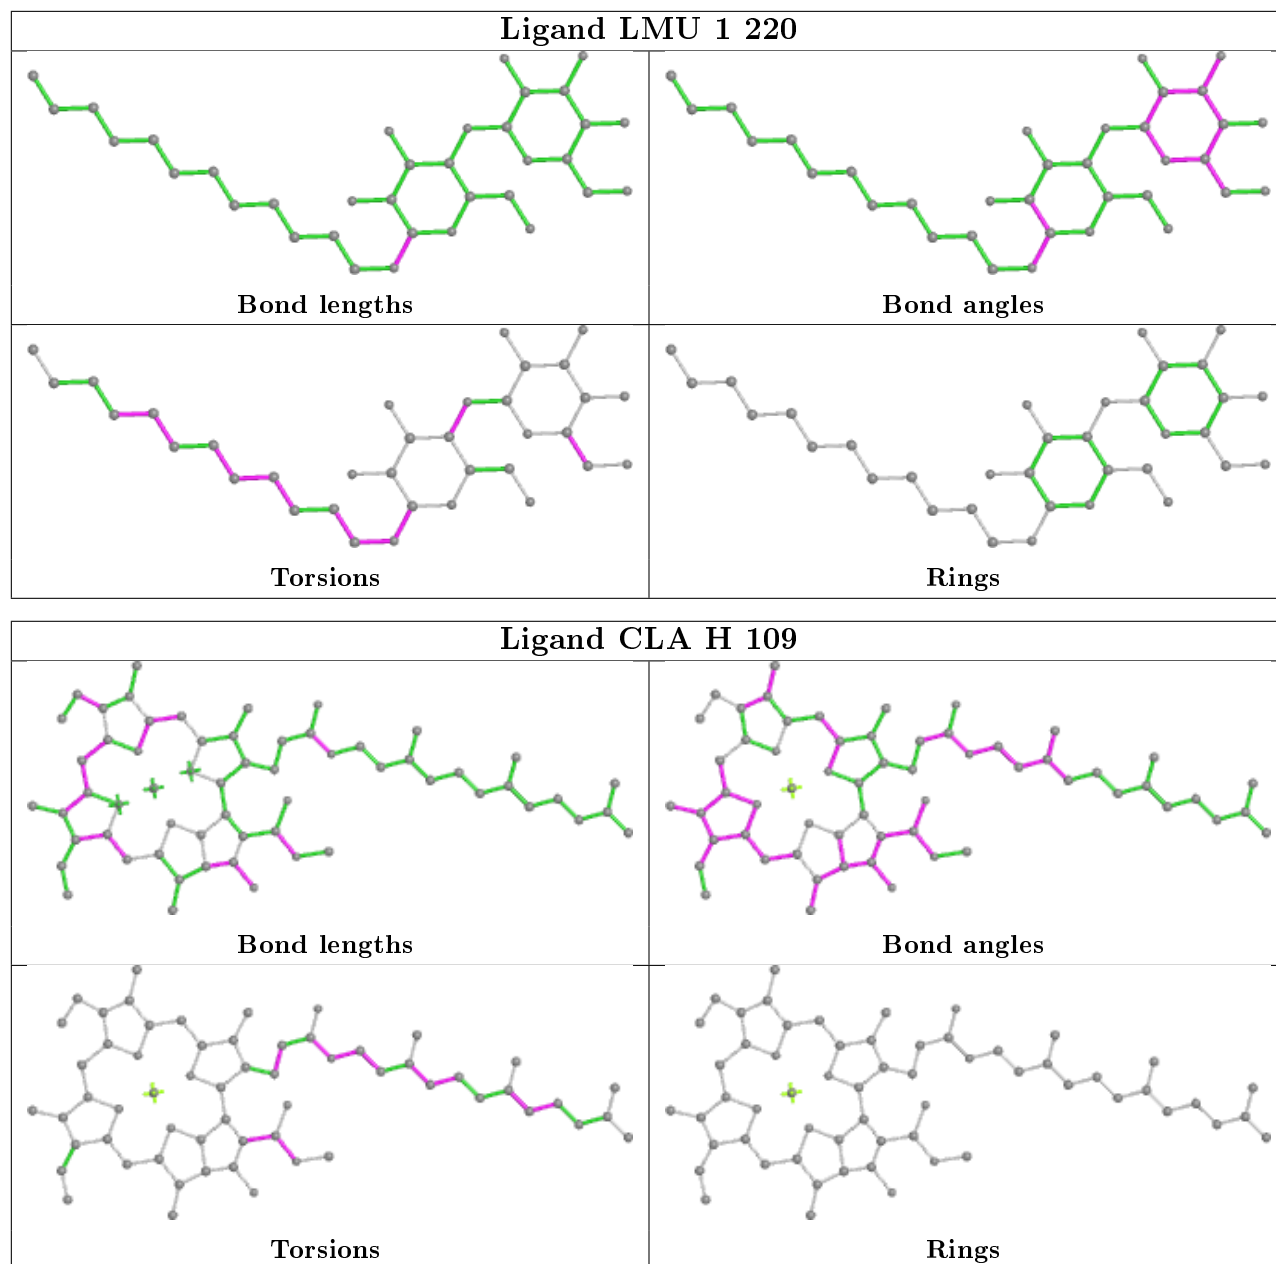 Ligand LMU 1 220
Bond lengths
Bond angles
Torsions
Rings
Ligand CLA H 109
Bond lengths
Bond angles
Torsions
Rings